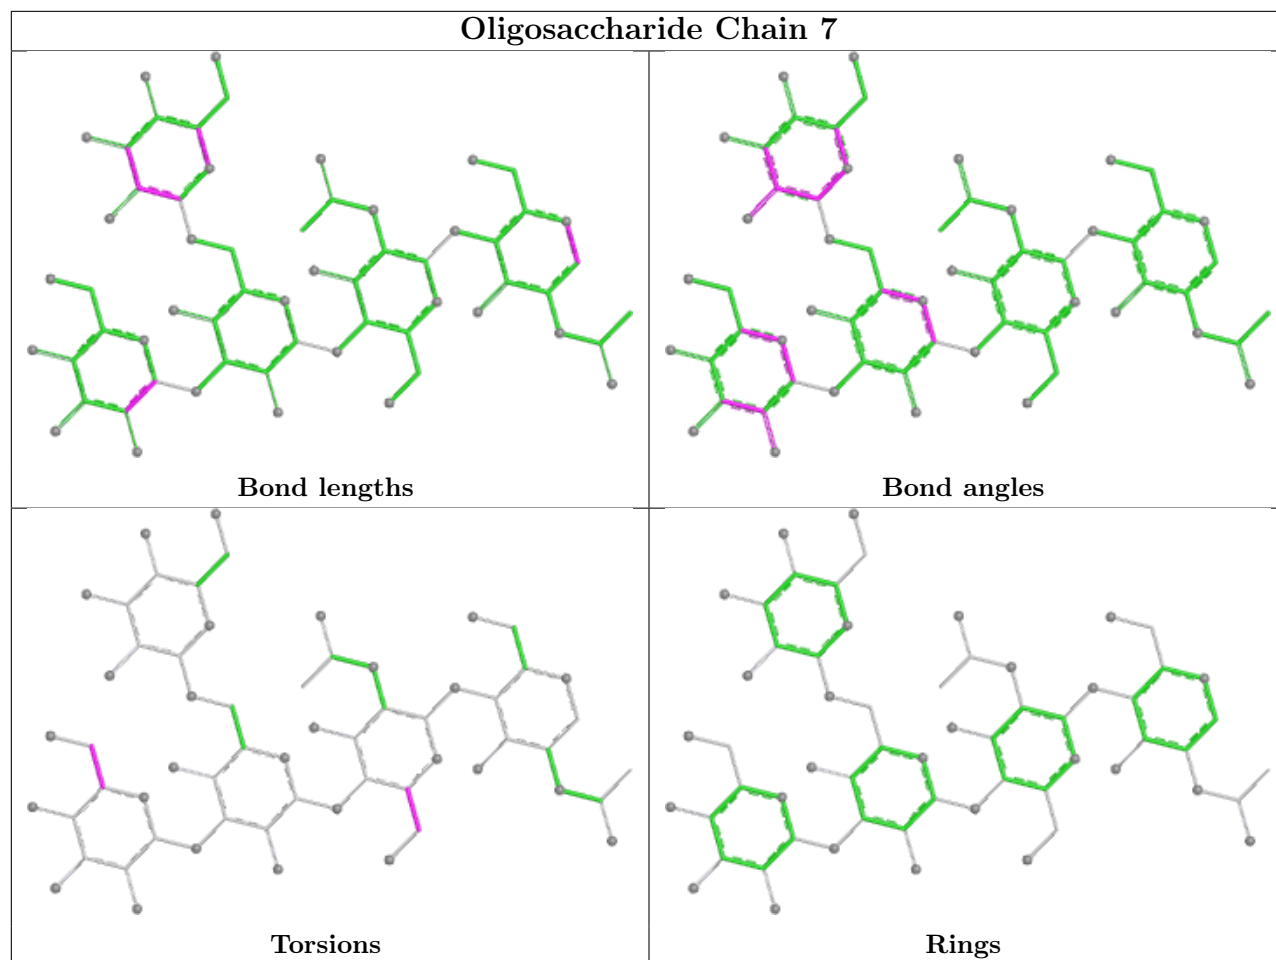 Oligosaccharide Chain 7
Bond lengths
Bond angles
Torsions
Rings